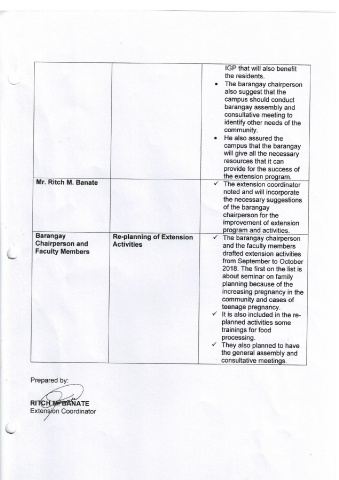 IGP that will also benefit
the residents.
• The barangay chairperson
also suggest that the
campus should conduct
barangay assembly and
consultative meeting to
identify other needs of the
community.
• He also assured the
campus that the barangay
will give all the necessary
resources that it can
provide for the success of
the extension program.
Mr. Ritch M. Banate
✓ The extension coordinator
noted and will incorporate
the necessary suggestions
of the barangay
chairperson for the
improvement of extension
program and activities.
Barangay
Chairperson and
Faculty Members
Re-planning of Extension
Activities
✓ The barangay chairperson
and the faculty members
drafted extension activities
from September to October
2018. The first on the list is
about seminar on family
planning because of the
increasing pregnancy in the
community and cases of
teenage pregnancy.
✓ It is also included in the re-
planned activities some
trainings for food
processing.
✓ They also planned to have
the general assembly and
consultative meetings.
Prepared by:
RITCH M. BANATE
Extension Coordinator